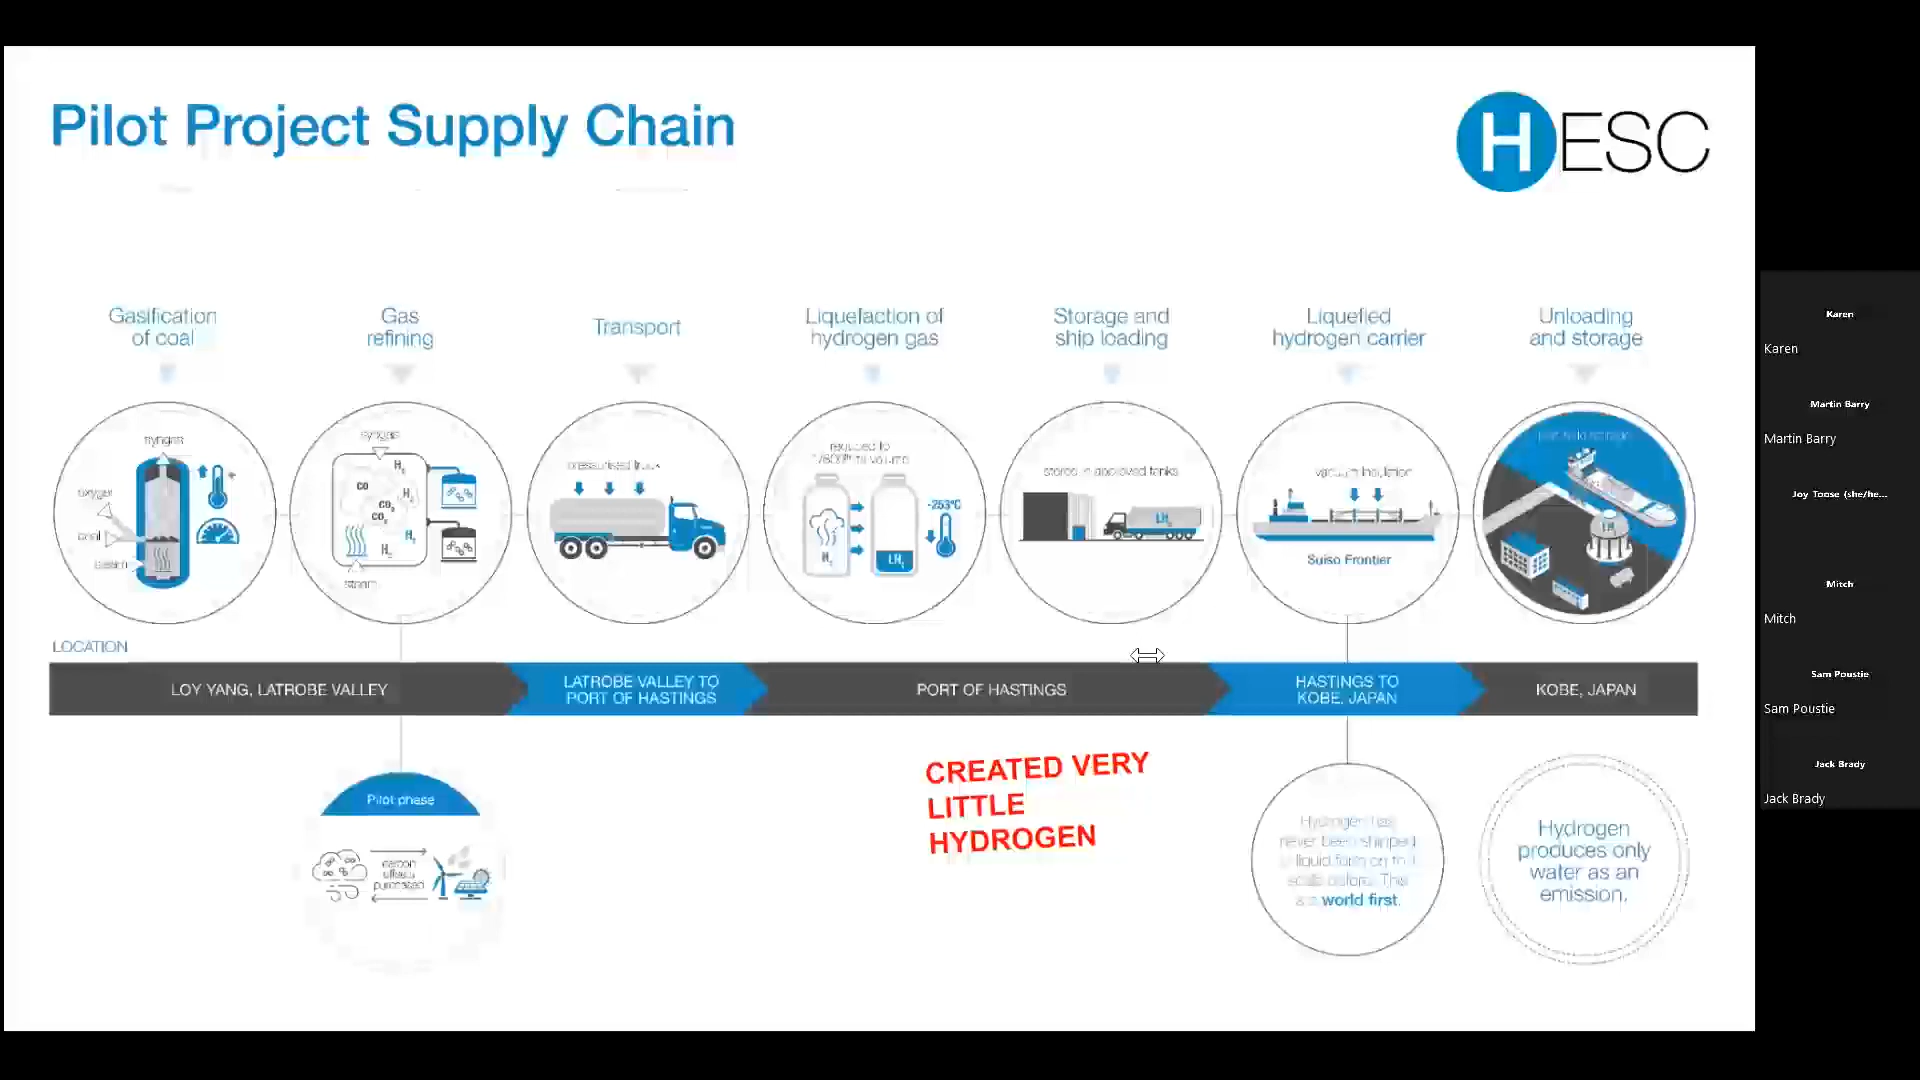 Pilot Project Supply Chain
HESC
Gasification
of coal
Gas
refining
Transport
Liquefaction of
hydrogen gas
Storage and
ship loading
Liquefied
hydrogen carrier
Unloading
and storage
syngas
oxygen
coal
steam
syngas
H₂
CO
H₂
CO₂
CO₂
H₂
H₂
steam
pressurised truck
reduced to
1/800th its volume
-253°C
H₂
LH₂
stored in approved tanks
LH₂
vacuum insulation
Suiso Frontier
LH₂
LOCATION
LOY YANG, LATROBE VALLEY
LATROBE VALLEY TO
PORT OF HASTINGS
PORT OF HASTINGS
HASTINGS TO
KOBE, JAPAN
KOBE, JAPAN
Pilot phase
carbon
offsets
purchased
CREATED VERY
LITTLE
HYDROGEN
Hydrogen has
never been shipped
in liquid form on this
scale before. This
is a world first.
Hydrogen
produces only
water as an
emission.
Karen
Karen
Martin Barry
Martin Barry
Joy Toose (she/he...
Mitch
Mitch
Sam Poustie
Sam Poustie
Jack Brady
Jack Brady